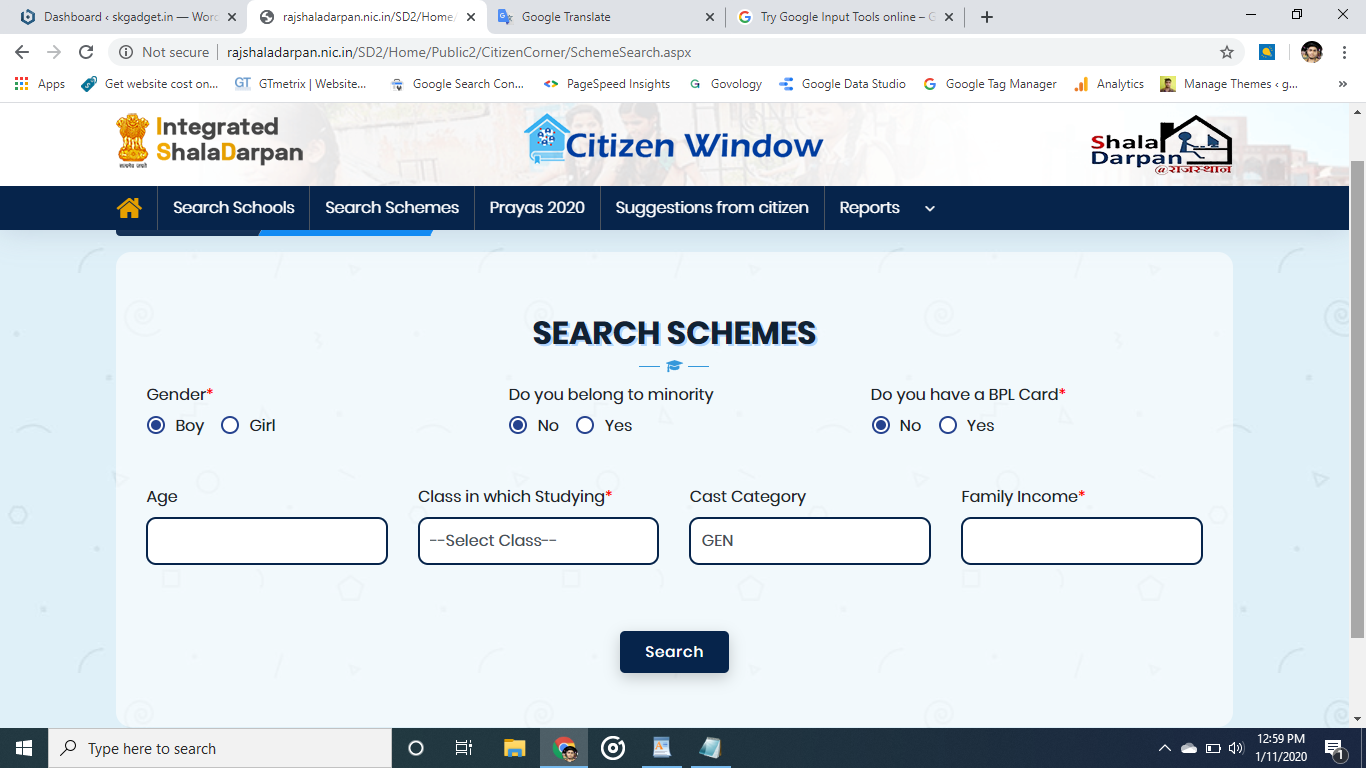 Dashboard ‹ skgadget.in — Word
rajshaladarpan.nic.in/SD2/Home/
Google Translate
Try Google Input Tools online – G
Not secure
rajshaladarpan.nic.in/SD2/Home/Public2/CitizenCorner/SchemeSearch.aspx
Apps
Get website cost on...
GT
GTmetrix | Website...
Google Search Con...
PageSpeed Insights
G
Govology
Google Data Studio
Google Tag Manager
Analytics
Manage Themes ‹ g...
»
सत्यमेव जयते
Integrated
ShalaDarpan
Citizen Window
Shala
Darpan
@राजस्थान
Search Schools
Search Schemes
Prayas 2020
Suggestions from citizen
Reports
SEARCH SCHEMES
Gender*
Do you belong to minority
Do you have a BPL Card*
Boy
Girl
No
Yes
No
Yes
Age
Class in which Studying*
Cast Category
Family Income*
--Select Class--
GEN
Search
Type here to search
12:59 PM
1/11/2020
1